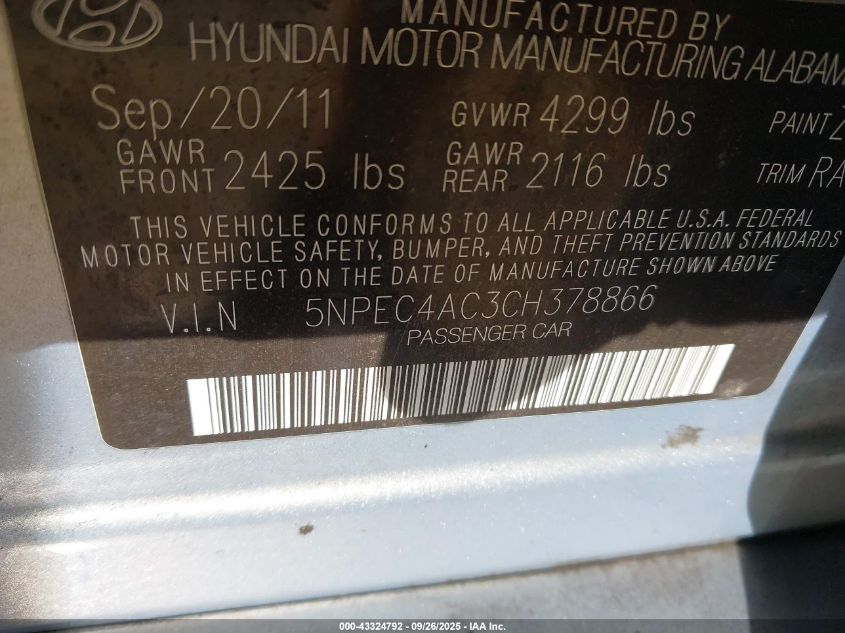 MANUFACTURED BY
HYUNDAI MOTOR MANUFACTURING
Sep/20/11 GVWR 4299 lbs PAINT
GAWR FRONT 2425 lbs GAWR REAR 2116 lbs TRIM
THIS VEHICLE CONFORMS TO ALL APPLICABLE U.S.A. FEDERAL
MOTOR VEHICLE SAFETY, BUMPER, AND THEFT PREVENTION STANDARDS
IN EFFECT ON THE DATE OF MANUFACTURE SHOWN ABOVE
V.I.N 5NPEC4AC3CH378866
PASSENGER CAR
000-43324792 - 09/26/2025 - IAA Inc.